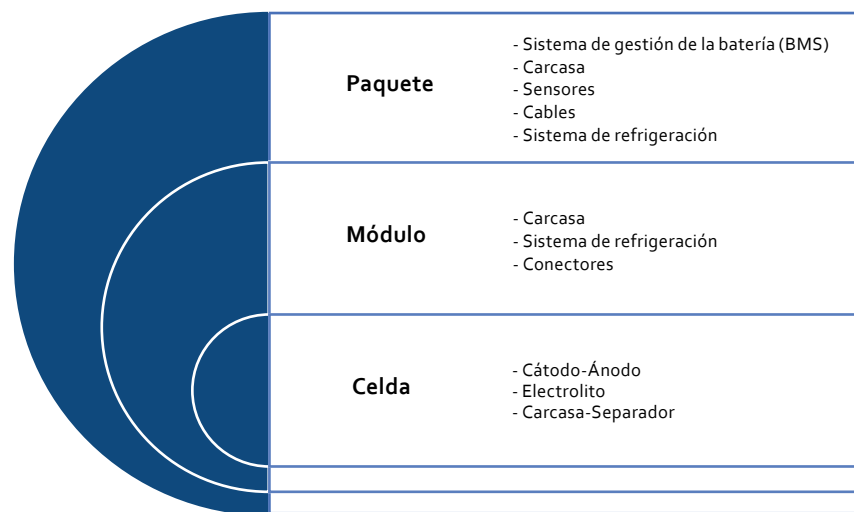 Paquete
- Sistema de gestión de la batería (BMS)
- Carcasa
- Sensores
- Cables
- Sistema de refrigeración
Módulo
- Carcasa
- Sistema de refrigeración
- Conectores
Celda
- Cátodo-Ánodo
- Electrolito
- Carcasa-Separador